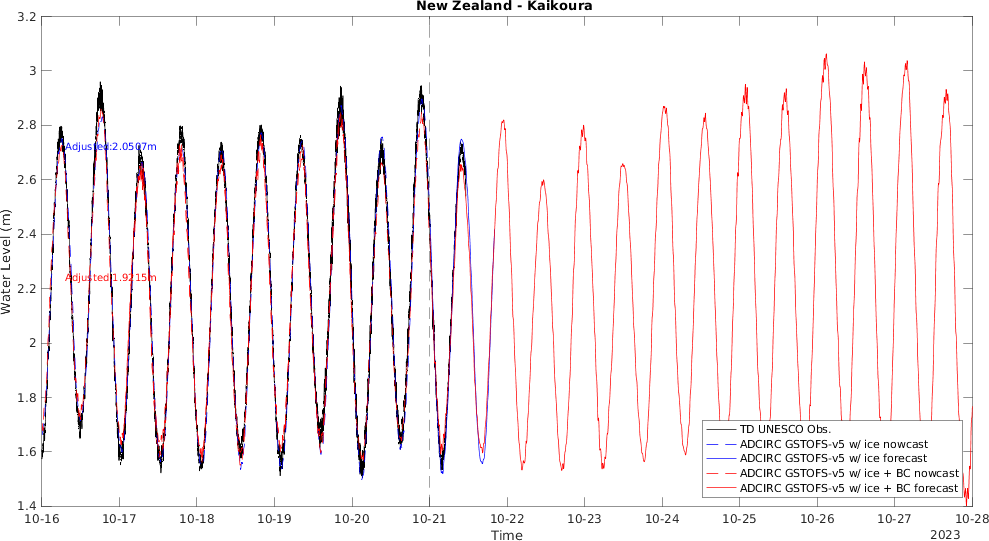 New Zealand - Kaikoura
Water Level (m)
3.2
3
2.8
2.6
2.4
2.2
2
1.8
1.6
1.4
Adjusted:2.0507m
Adjusted:1.9215m
TD UNESCO Obs.
ADCIRC GSTOFS-v5 w/ ice nowcast
ADCIRC GSTOFS-v5 w/ ice forecast
ADCIRC GSTOFS-v5 w/ ice + BC nowcast
ADCIRC GSTOFS-v5 w/ ice + BC forecast
10-16 10-17 10-18 10-19 10-20 10-21 10-22 10-23 10-24 10-25 10-26 10-27 10-28
Time
2023